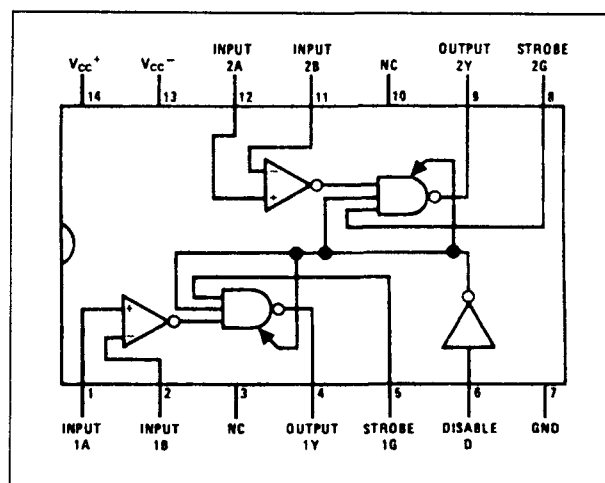 INPUT INPUT OUTPUT STROBE
VCC+ VCC− 2A 2B NC 2Y 2G
14 13 12 11 10 9 8
− +
+ −
1 2 3 4 5 6 7
INPUT INPUT NC OUTPUT STROBE DISABLE GND
1A 1B 1Y 1G D